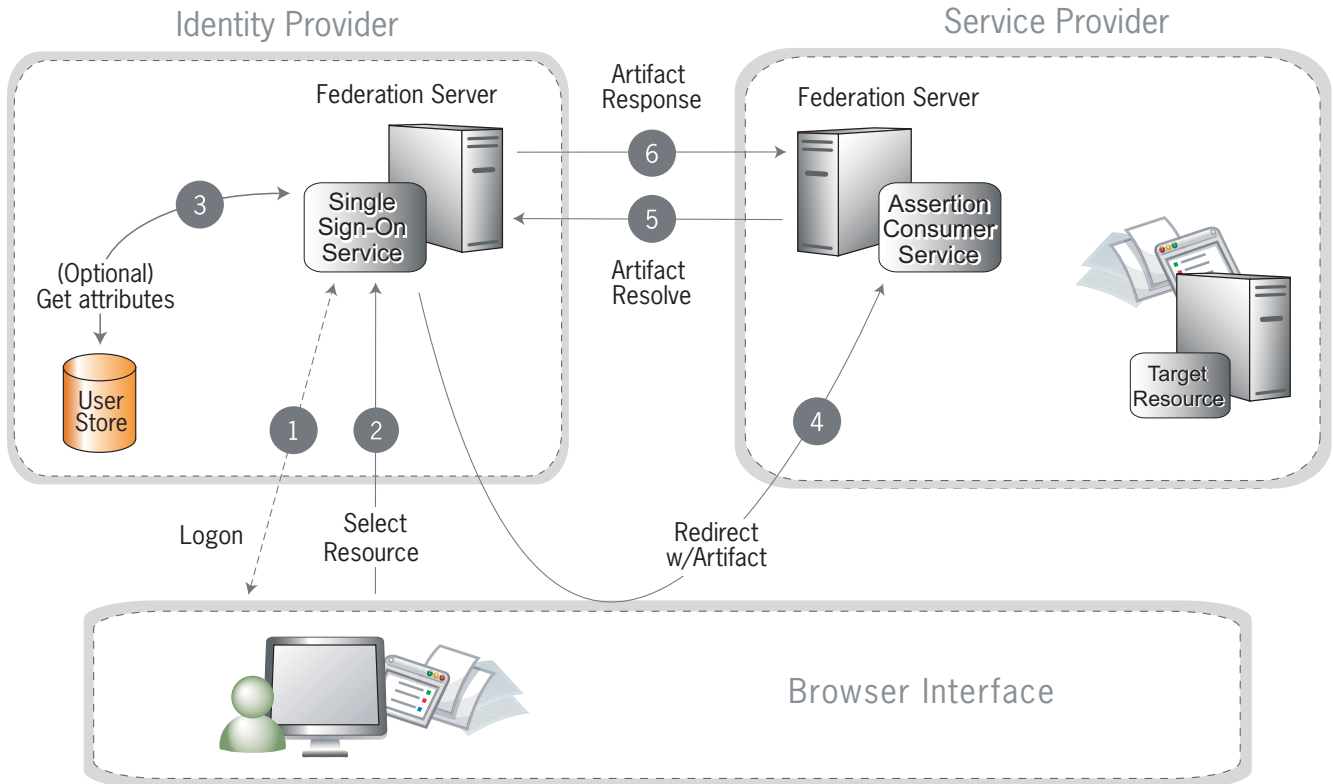 Identity Provider
Service Provider
Federation Server
Artifact
Response
Federation Server
6
3
Single
Sign-On
Service
5
Assertion
Consumer
Service
(Optional)
Get attributes
Artifact
Resolve
User
Store
1
2
4
Target
Resource
Logon
Select
Resource
Redirect
w/Artifact
Browser Interface